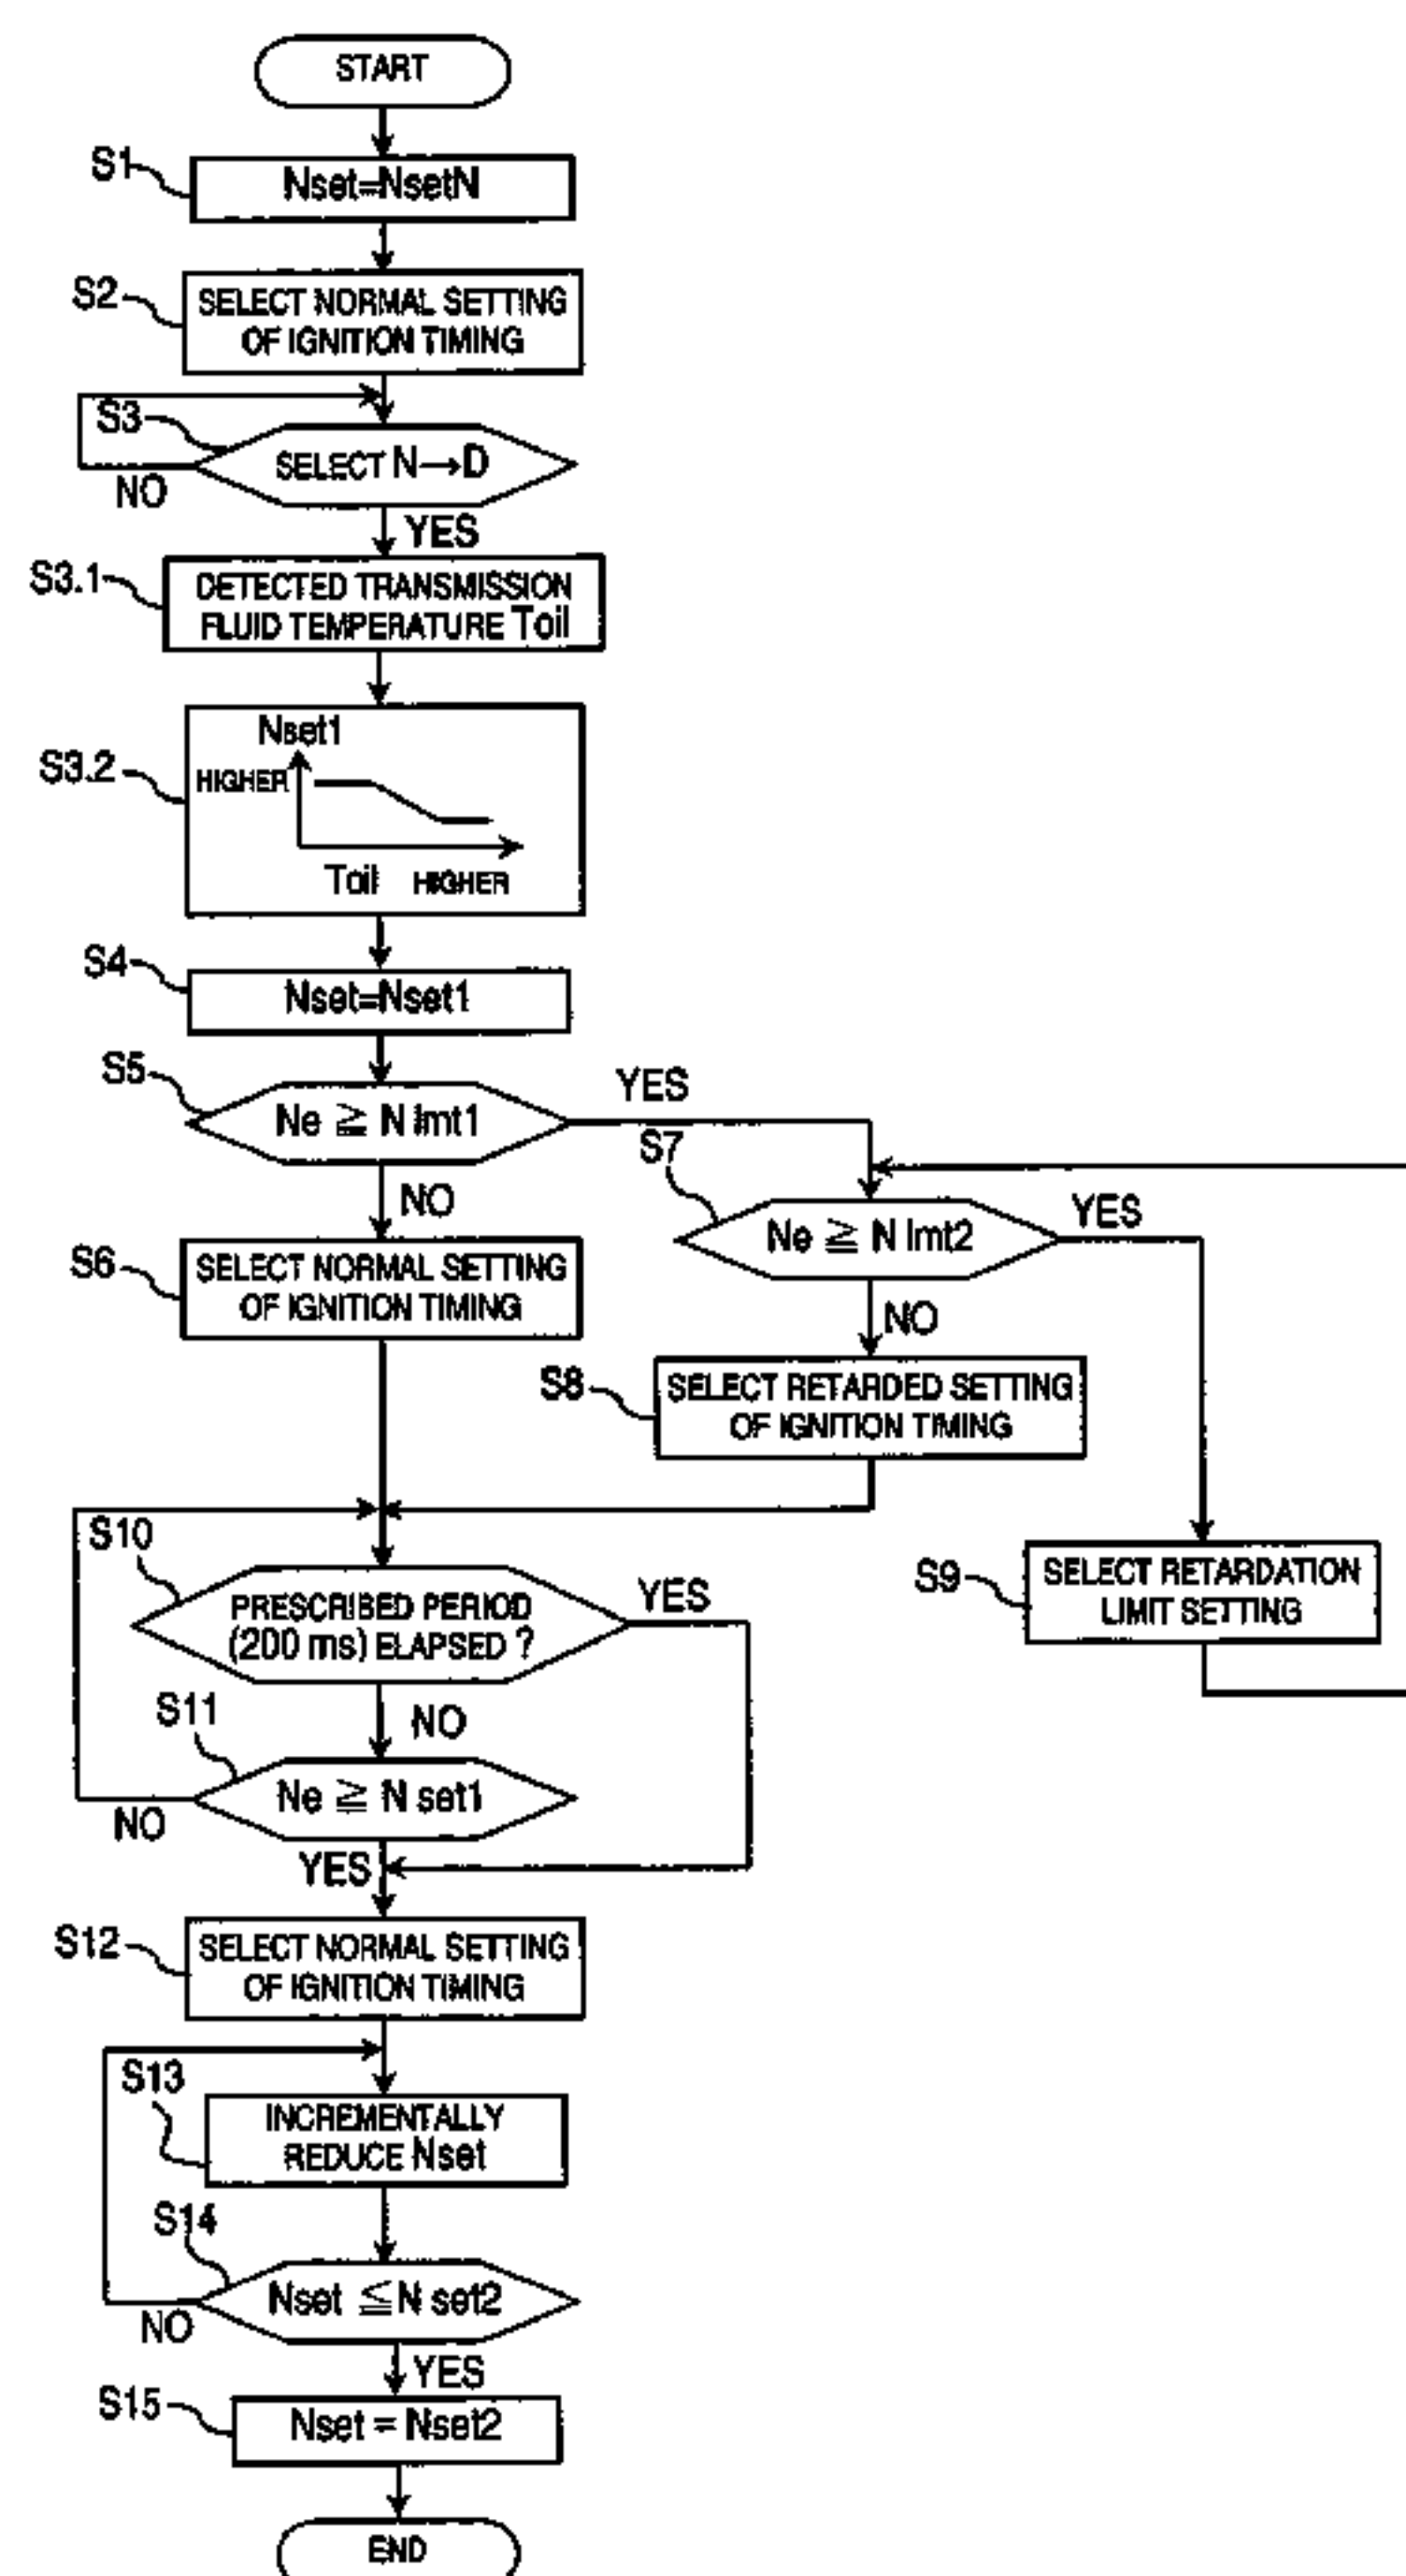 START
S1
Nset=NsetN
S2
SELECT NORMAL SETTING
OF IGNITION TIMING
S3
SELECT N→D
NO
YES
S3.1
DETECTED TRANSMISSION
FLUID TEMPERATURE Toil
S3.2
Nset1
HIGHER
Toil HIGHER
S4
Nset=Nset1
S5
Ne ≧ N lmt1
YES
NO
S7
Ne ≧ N lmt2
YES
NO
S6
SELECT NORMAL SETTING
OF IGNITION TIMING
S8
SELECT RETARDED SETTING
OF IGNITION TIMING
S9
SELECT RETARDATION
LIMIT SETTING
S10
PRESCRIBED PERIOD
(200 ms) ELAPSED ?
YES
NO
S11
Ne ≧ N set1
NO
YES
S12
SELECT NORMAL SETTING
OF IGNITION TIMING
S13
INCREMENTALLY
REDUCE Nset
S14
Nset ≦ N set2
NO
YES
S15
Nset = Nset2
END